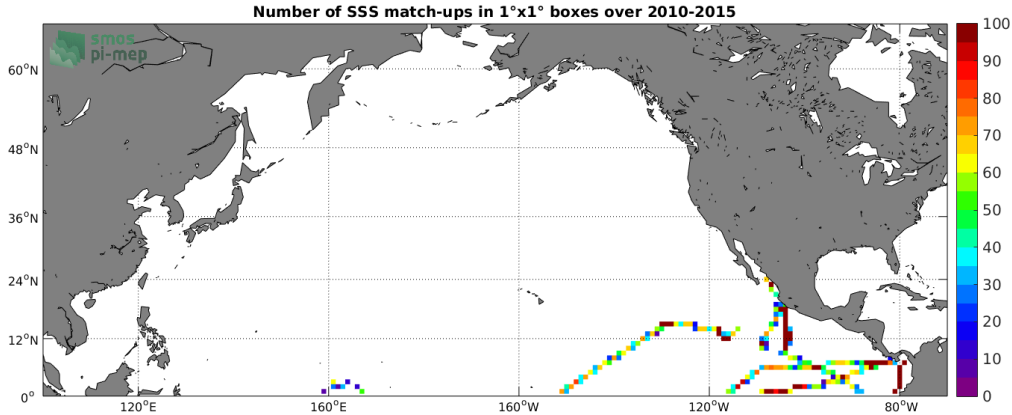 Number of SSS match-ups in 1°x1° boxes over 2010-2015
smos
pi-mep
60°N
48°N
36°N
24°N
12°N
0°
120°E
160°E
160°W
120°W
80°W
100
90
80
70
60
50
40
30
20
10
0